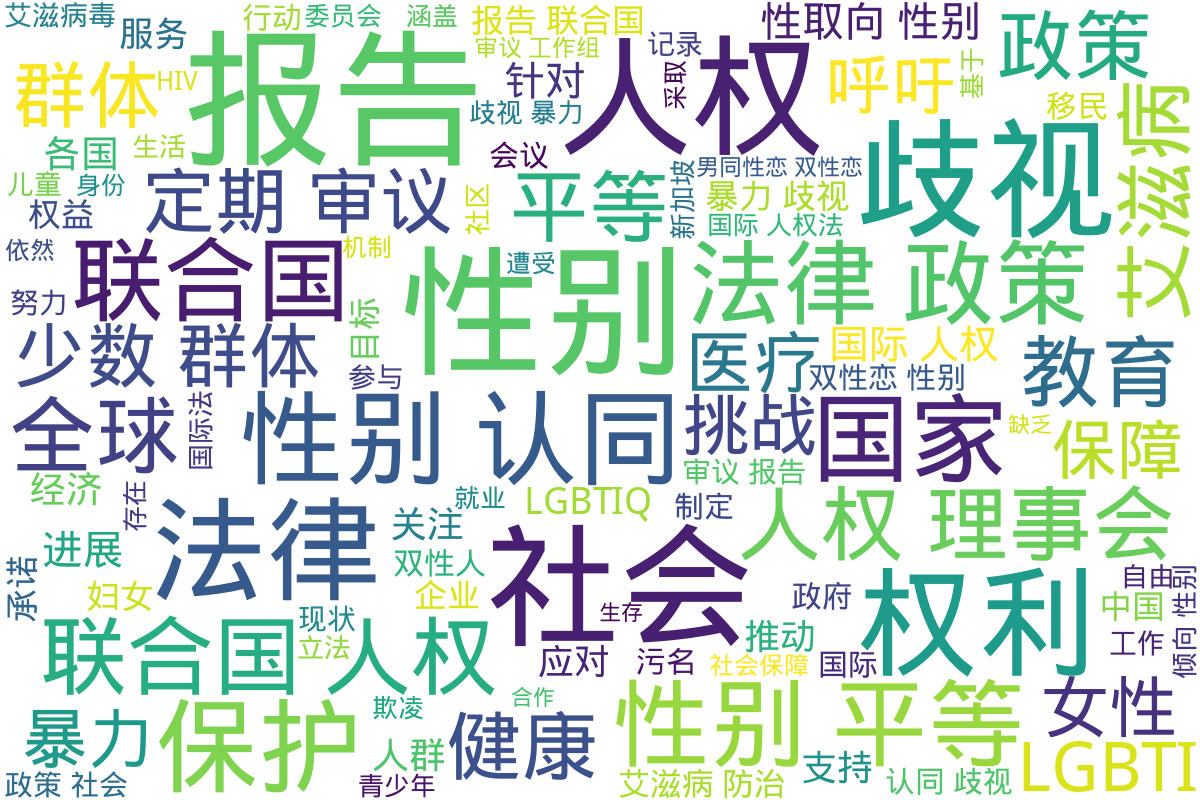 艾滋病毒
行动
委员会
涵盖
报告 联合国
性取向 性别
政策
服务
审议 工作组
记录
群体
HIV
报告
针对
人权
采取
呼吁
基于
移民
艾滋病
歧视 暴力
歧视
各国
生活
会议
男同性恋 双性恋
儿童
身份
定期 审议
社区
平等
新加坡
暴力 歧视
权益
国际 人权法
依然
联合国
机制
性别
遭受
法律 政策
努力
目标
少数 群体
医疗
国际 人权
教育
参与
双性恋 性别
全球
国际法
性别 认同
挑战
国家
缺乏
保障
经济
存在
审议 报告
就业
LGBTIQ
制定
人权 理事会
法律
关注
社会
进展
双性人
承诺
妇女
企业
生存
政府
权利
自由
倾向 性别
中国
现状
联合国 人权
立法
推动
工作
应对
污名
社会保障
国际
女性
暴力
保护
欺凌
合作
性别 平等
人群
健康
LGBTI
政策 社会
青少年
艾滋病 防治
支持
认同 歧视